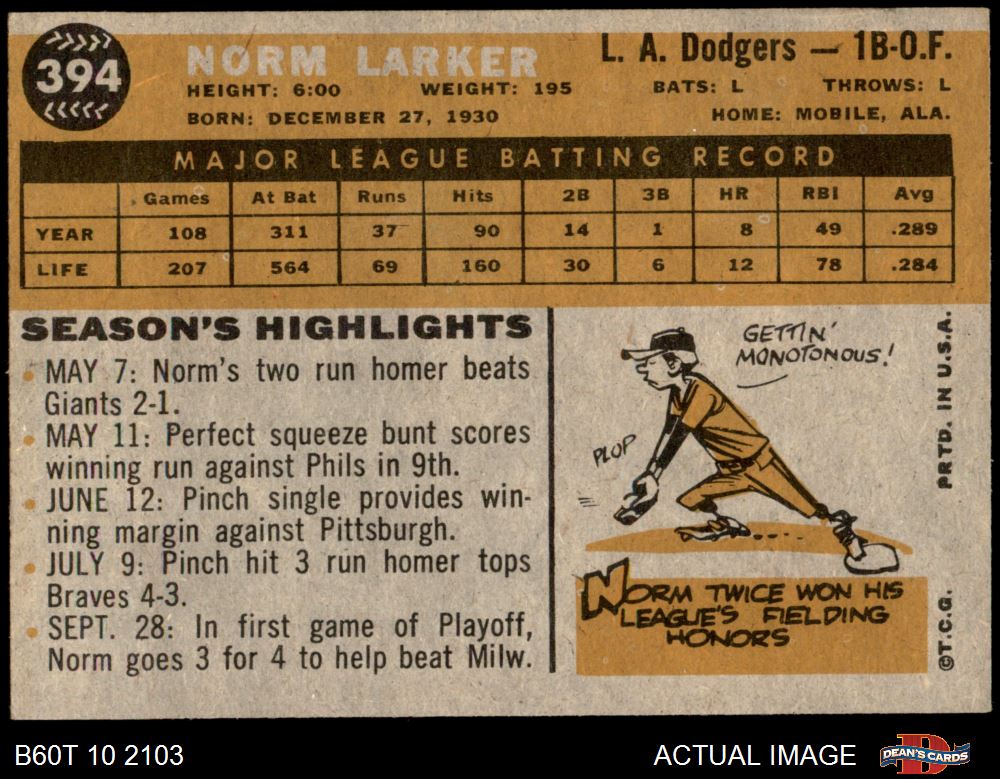 394
NORM LARKER
L. A. Dodgers — 1B-O.F.
HEIGHT: 6:00 WEIGHT: 195 BATS: L THROWS: L
BORN: DECEMBER 27, 1930 HOME: MOBILE, ALA.
MAJOR LEAGUE BATTING RECORD
Games At Bat Runs Hits 2B 3B HR RBI Avg
YEAR 108 311 37 90 14 1 8 49 .289
LIFE 207 564 69 160 30 6 12 78 .284
SEASON'S HIGHLIGHTS
• MAY 7: Norm's two run homer beats
Giants 2-1.
• MAY 11: Perfect squeeze bunt scores
winning run against Phils in 9th.
• JUNE 12: Pinch single provides win-
ning margin against Pittsburgh.
• JULY 9: Pinch hit 3 run homer tops
Braves 4-3.
• SEPT. 28: In first game of Playoff,
Norm goes 3 for 4 to help beat Milw.
GETTIN'
MONOTONOUS!
PLOP
NORM TWICE WON HIS
LEAGUE'S FIELDING
HONORS
©T.C.G. PRTD. IN U.S.A.
B60T 10 2103 ACTUAL IMAGE
D
DEAN'S CARDS